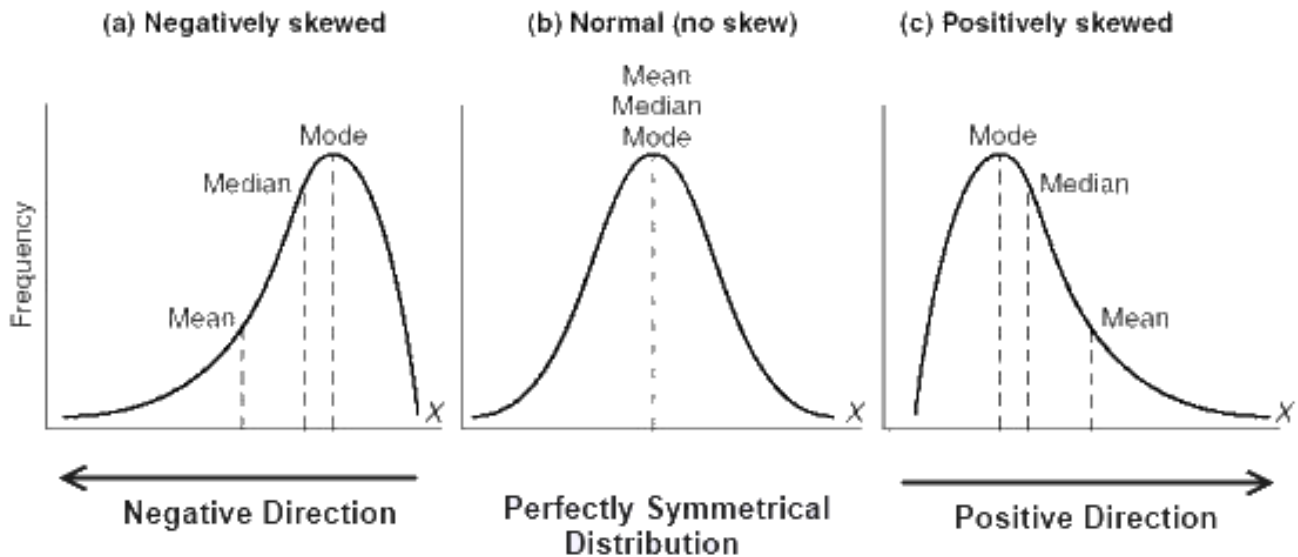 (a) Negatively skewed
(b) Normal (no skew)
(c) Positively skewed
Frequency
Mode
Median
Mean
X
Mean
Median
Mode
X
Mode
Median
Mean
X
Negative Direction
Perfectly Symmetrical
Distribution
Positive Direction